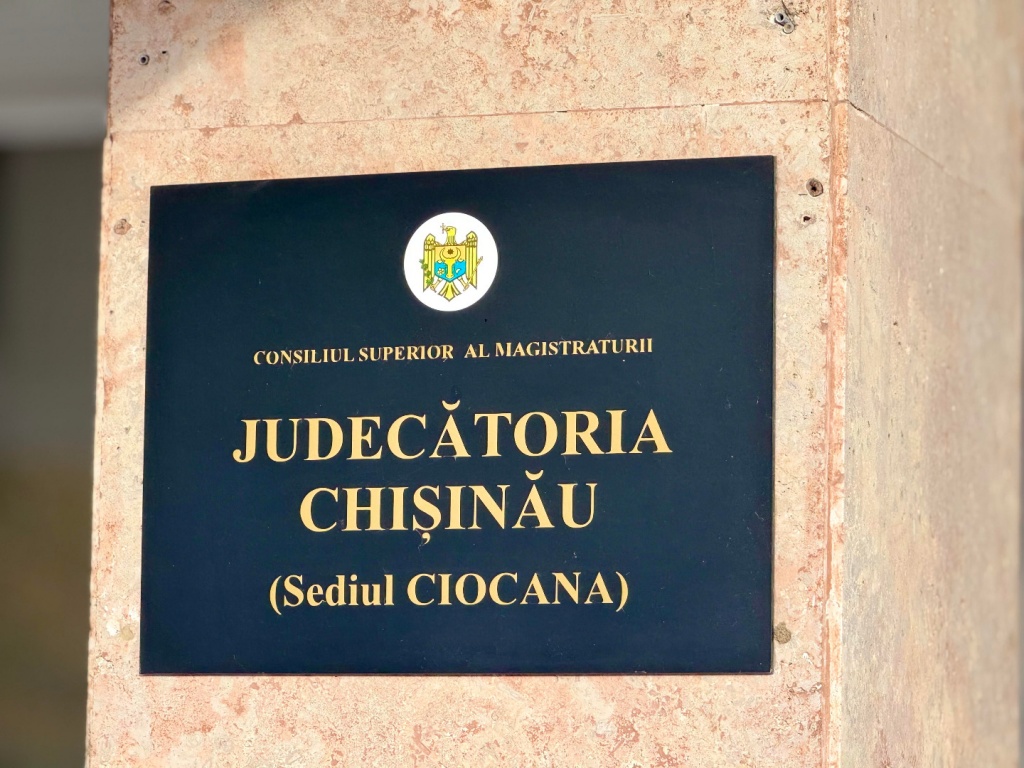 CONSILIUL SUPERIOR AL MAGISTRATURII
JUDECĂTORIA
CHIȘINĂU
(Sediul CIOCANA)